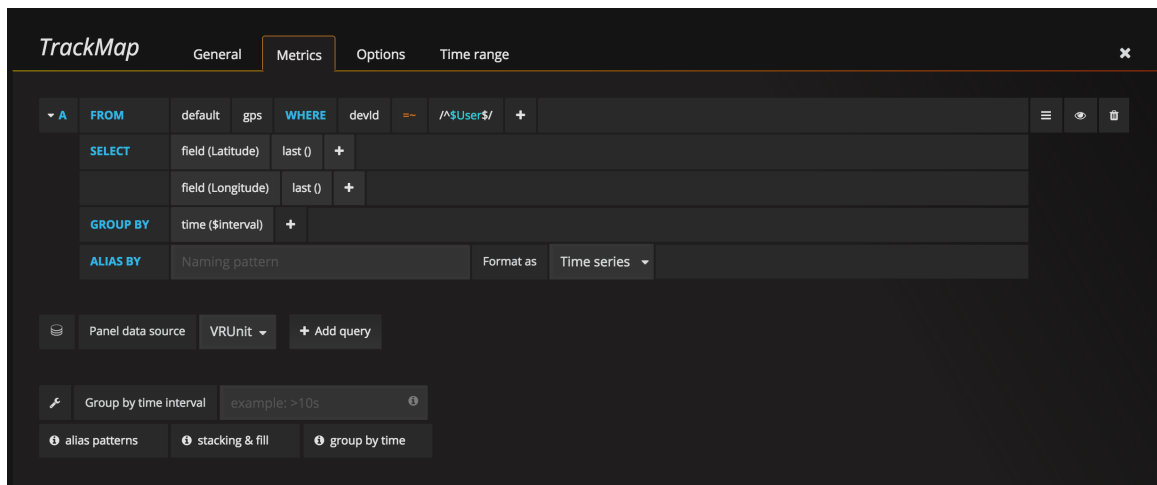 TrackMap General Metrics Options Time range
A FROM default gps WHERE devId =~ /^$User$/ +
SELECT field (Latitude) last () +
field (Longitude) last () +
GROUP BY time ($interval) +
ALIAS BY Naming pattern Format as Time series
Panel data source VRUnit + Add query
Group by time interval example: >10s
alias patterns stacking & fill group by time